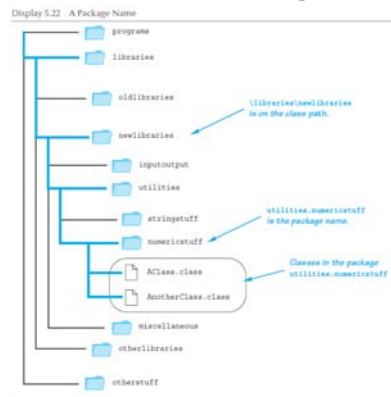 Display 5.22 A Package Name
programs
libraries
oldlibraries
\libraries\newlibraries
is on the class path.
newlibraries
inputoutput
utilities
stringstuff
utilities.numericstuff
is the package name.
numericstuff
Classes in the package
utilities.numericstuff
AClass.class
AnotherClass.class
miscellaneous
otherlibraries
otherstuff